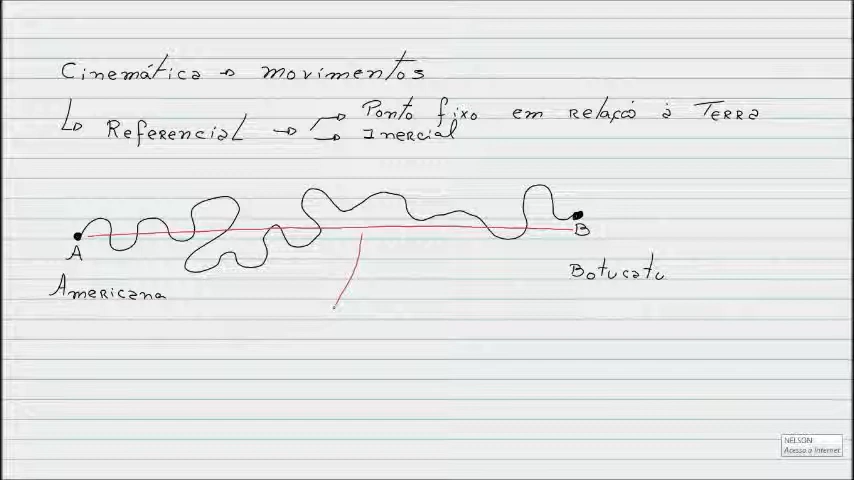 Cinemática → movimentos
↳ Referencial → → Ponto fixo em relação à Terra
→ Inercial
A
B
Americana
Botucatu
NELSON
Acesso a Internet